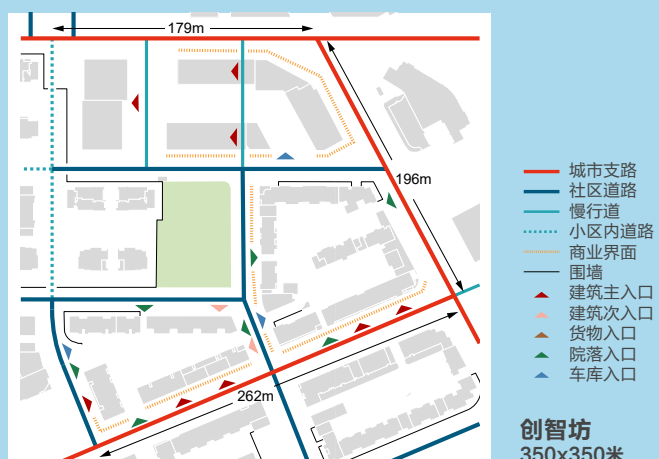 179m
196m
262m
城市支路
社区道路
慢行道
小区内道路
商业界面
围墙
建筑主入口
建筑次入口
货物入口
院落入口
车库入口
创智坊
350x350米